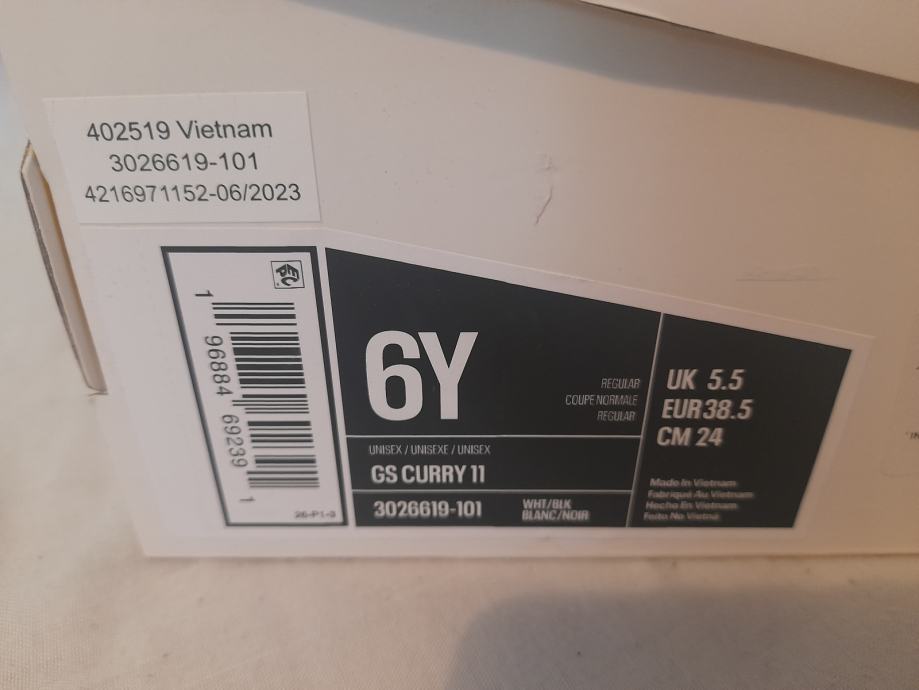 402519 Vietnam
3026619-101
4216971152-06/2023
EPC
1 96884 69239 1
26-P1-3
6Y
REGULAR
COUPE NORMALE
REGULAR
UNISEX / UNISEXE / UNISEX
GS CURRY 11
3026619-101
WHT/BLK
BLANC/NOIR
UK 5.5
EUR 38.5
CM 24
Made In Vietnam
Fabriqué Au Vietnam
Hecho En Vietnam
Feito No Vietnã